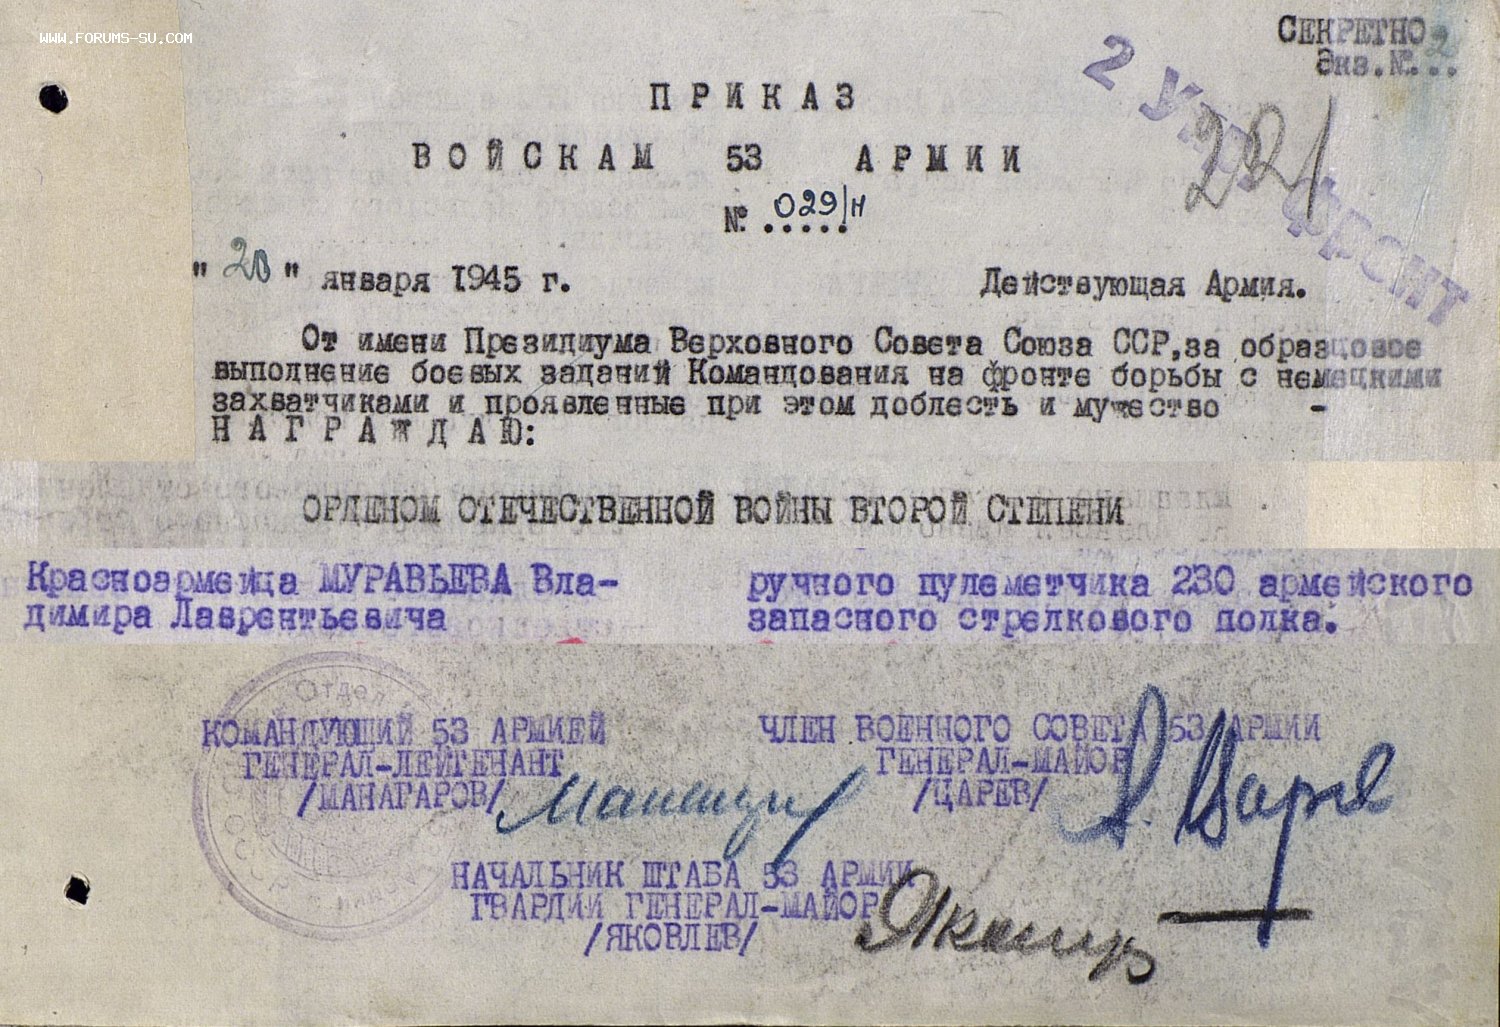 WWW.FORUMS-SU.COM
СЕКРЕТНО
Экз.№ 2
2 УКР. ФРОНТ
221
ПРИКАЗ
ВОЙСКАМ 53 АРМИИ
№ 029/н
"20" января 1945 г. Действующая Армия.
От имени Президиума Верховного Совета Союза ССР,за образцовое
выполнение боевых заданий Командования на фронте борьбы с немецкими
захватчиками и проявленные при этом доблесть и мужество -
НАГРАЖДАЮ:
ОРДЕНОМ ОТЕЧЕСТВЕННОЙ ВОЙНЫ ВТОРОЙ СТЕПЕНИ
Красноармейца МУРАВЬЕВА Вла- ручного пулеметчика 230 армейского
димира Лаврентьевича запасного стрелкового полка.
Отдел
КОМАНДУЮЩИЙ 53 АРМИЕЙ ЧЛЕН ВОЕННОГО СОВЕТА 53 АРМИИ
ГЕНЕРАЛ-ЛЕЙТЕНАНТ ГЕНЕРАЛ-МАЙОР
/МАНАГАРОВ/ /ЦАРЕВ/
НАЧАЛЬНИК ШТАБА 53 АРМИИ
ГВАРДИИ ГЕНЕРАЛ-МАЙОР
/ЯКОВЛЕВ/